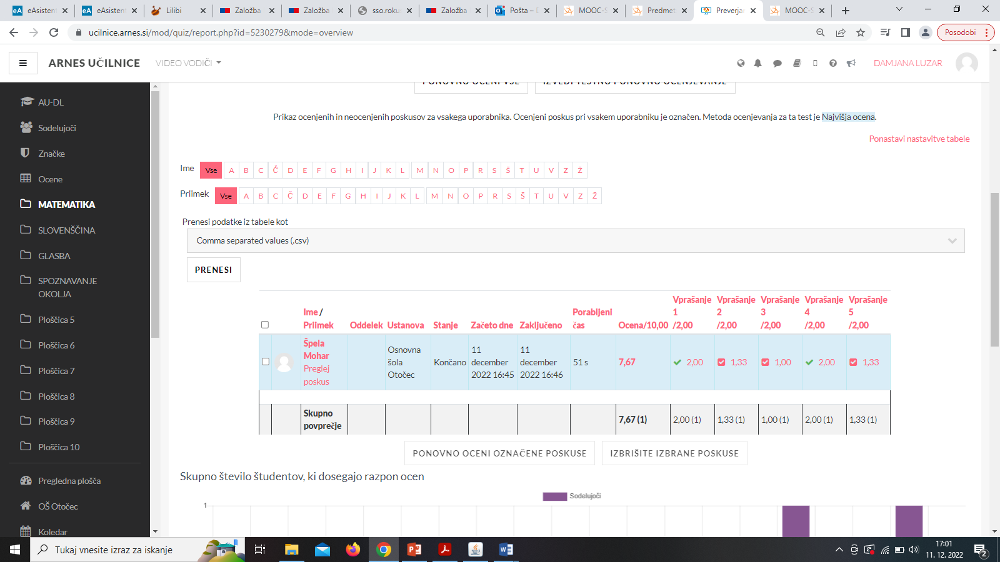 eAsistent
eAsistent
Lilibi
Založba
Založba
sso.rokus
Založba
Pošta – D
MOOC-S
Predmet
Preverjan
MOOC-S
ucilnice.arnes.si/mod/quiz/report.php?id=5230279&mode=overview
Posodobi
ARNES UČILNICE
VIDEO VODIČI
DAMJANA LUZAR
AU-DL
Sodelujoči
Značke
Ocene
MATEMATIKA
SLOVENŠČINA
GLASBA
SPOZNAVANJE
OKOLJA
Ploščica 5
Ploščica 6
Ploščica 7
Ploščica 8
Ploščica 9
Ploščica 10
Pregledna plošča
OŠ Otočec
Koledar
PONOVNO OCENI VSE
IZVEDI TESTNO PONOVNO OCENJEVANJE
Prikaz ocenjenih in neocenjenih poskusov za vsakega uporabnika. Ocenjeni poskus pri vsakem uporabniku je označen. Metoda ocenjevanja za ta test je Najvišja ocena.
Ponastavi nastavitve tabele
Ime Vse A B C Č D E F G H I J K L M N O P R S Š T U V Z Ž
Priimek Vse A B C Č D E F G H I J K L M N O P R S Š T U V Z Ž
Prenesi podatke iz tabele kot
Comma separated values (.csv)
PRENESI
Ime / Priimek Oddelek Ustanova Stanje Začeto dne Zaključeno Porabljeni čas Ocena/10,00 Vprašanje 1 /2,00 Vprašanje 2 /2,00 Vprašanje 3 /2,00 Vprašanje 4 /2,00 Vprašanje 5 /2,00
Špela Mohar Preglej poskus Osnovna šola Otočec Končano 11 december 2022 16:45 11 december 2022 16:46 51 s 7,67 2,00 1,33 1,00 2,00 1,33
Skupno povprečje 7,67 (1) 2,00 (1) 1,33 (1) 1,00 (1) 2,00 (1) 1,33 (1)
PONOVNO OCENI OZNAČENE POSKUSE
IZBRIŠITE IZBRANE POSKUSE
Skupno število študentov, ki dosegajo razpon ocen
Sodelujoči
1
Tukaj vnesite izraz za iskanje
17:01
11. 12. 2022
2